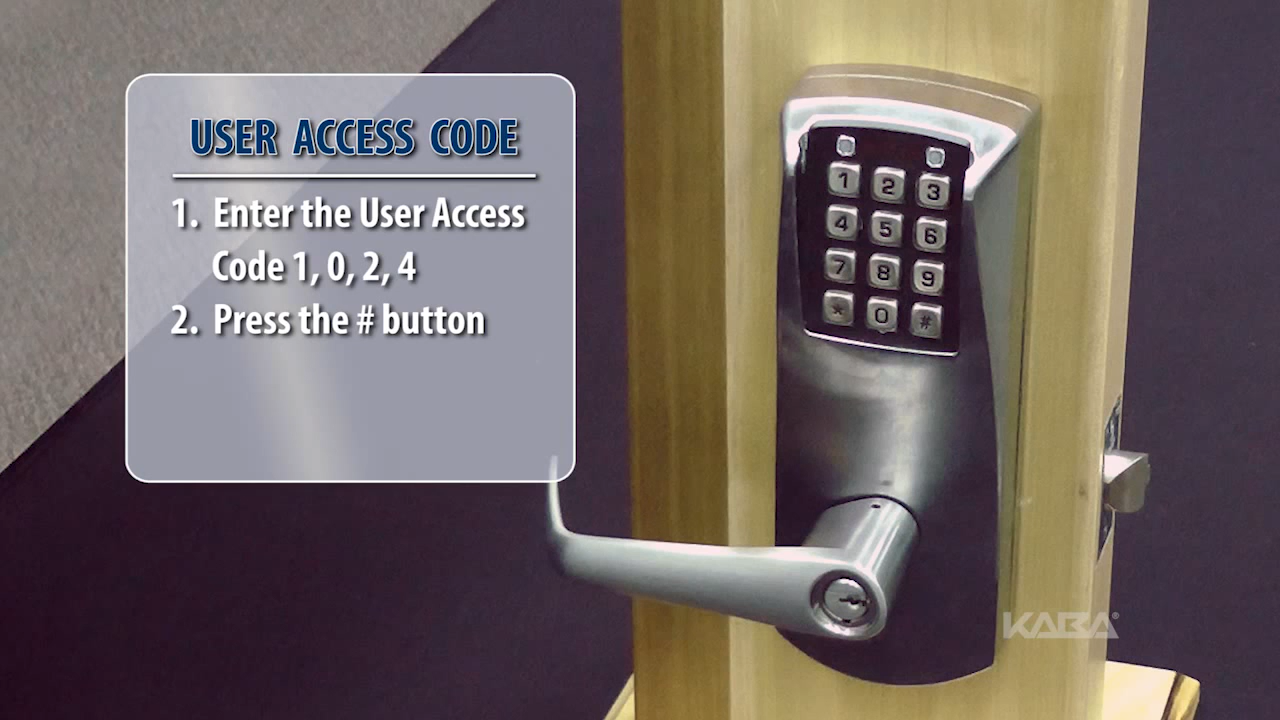 USER ACCESS CODE
1. Enter the User Access
Code 1, 0, 2, 4
2. Press the # button
1 2 3
4 5 6
7 8 9
* 0 #
KABA®